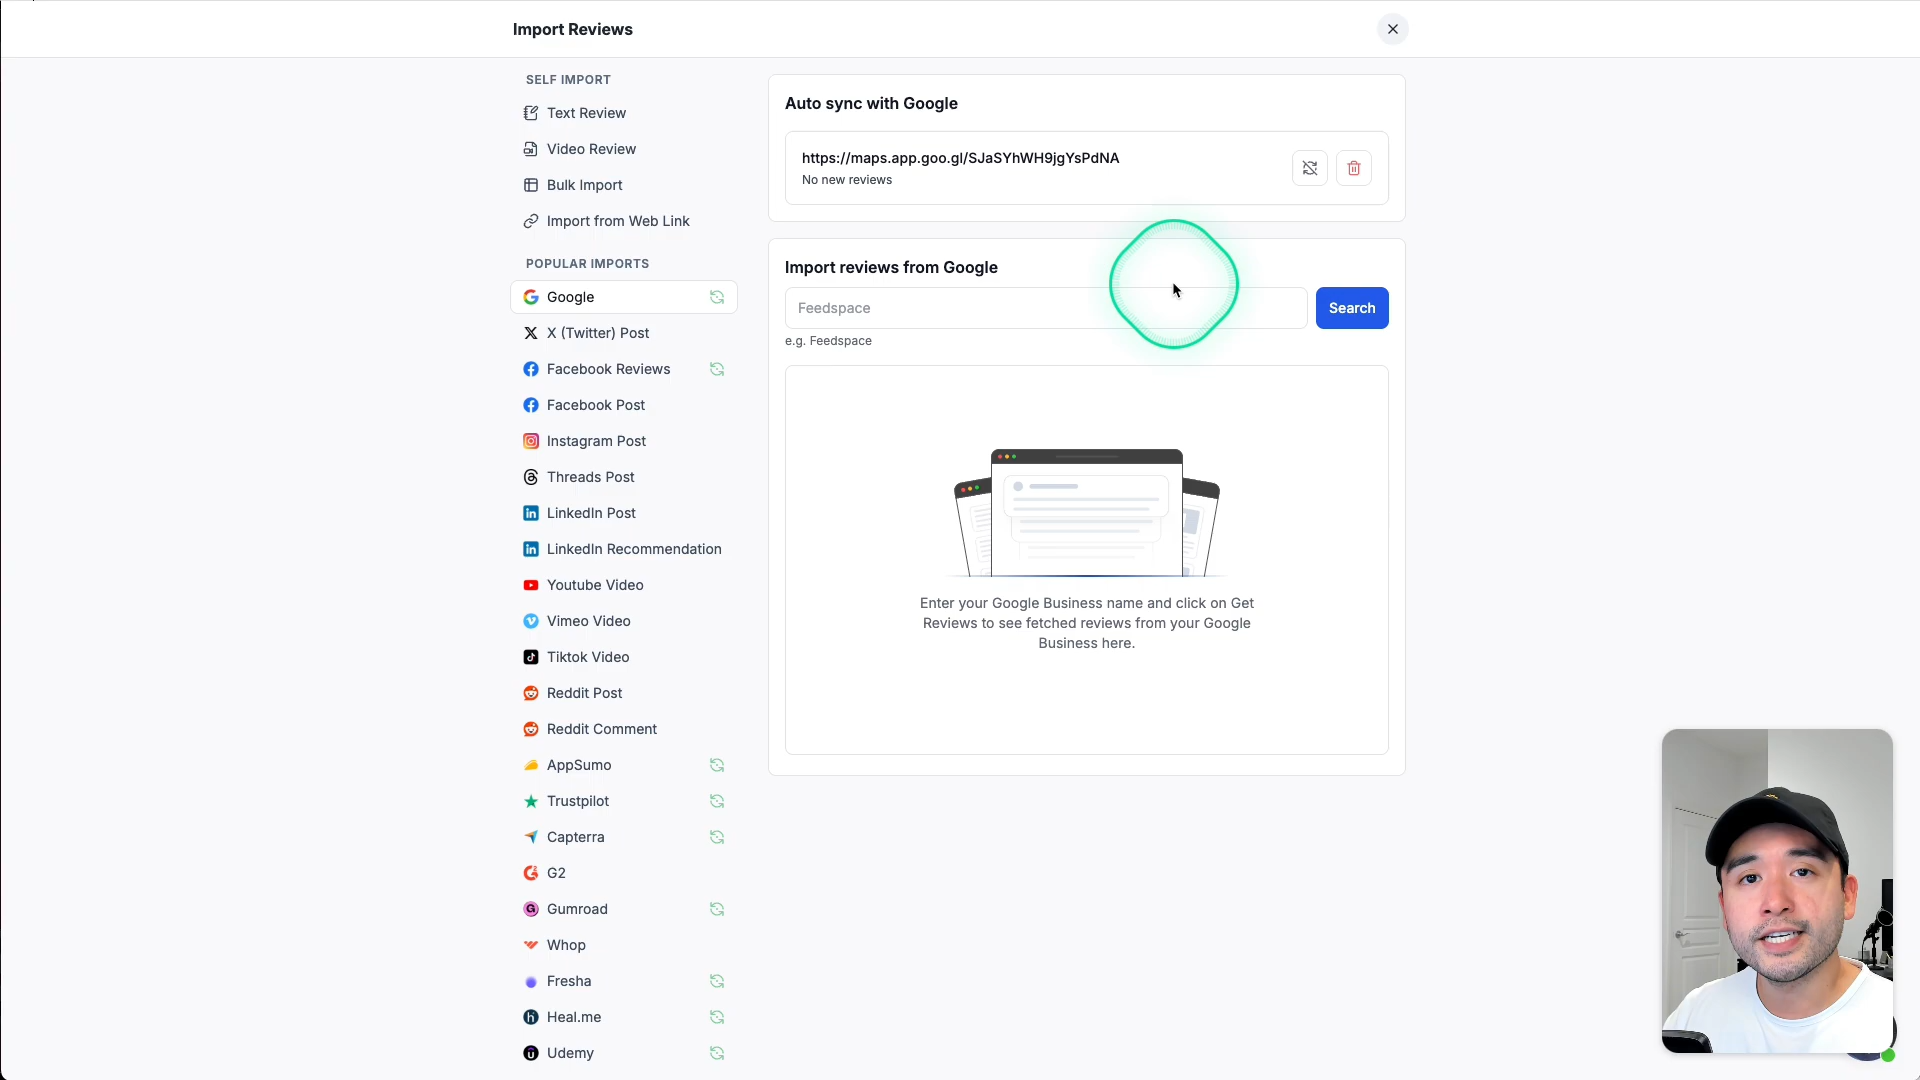 Import Reviews
SELF IMPORT
Text Review
Video Review
Bulk Import
Import from Web Link
POPULAR IMPORTS
Google
X (Twitter) Post
Facebook Reviews
Facebook Post
Instagram Post
Threads Post
LinkedIn Post
LinkedIn Recommendation
Youtube Video
Vimeo Video
Tiktok Video
Reddit Post
Reddit Comment
AppSumo
Trustpilot
Capterra
G2
Gumroad
Whop
Fresha
Heal.me
Udemy
Auto sync with Google
https://maps.app.goo.gl/SJaSYhWH9jgYsPdNA
No new reviews
Import reviews from Google
Feedspace
Search
e.g. Feedspace
Enter your Google Business name and click on Get
Reviews to see fetched reviews from your Google
Business here.